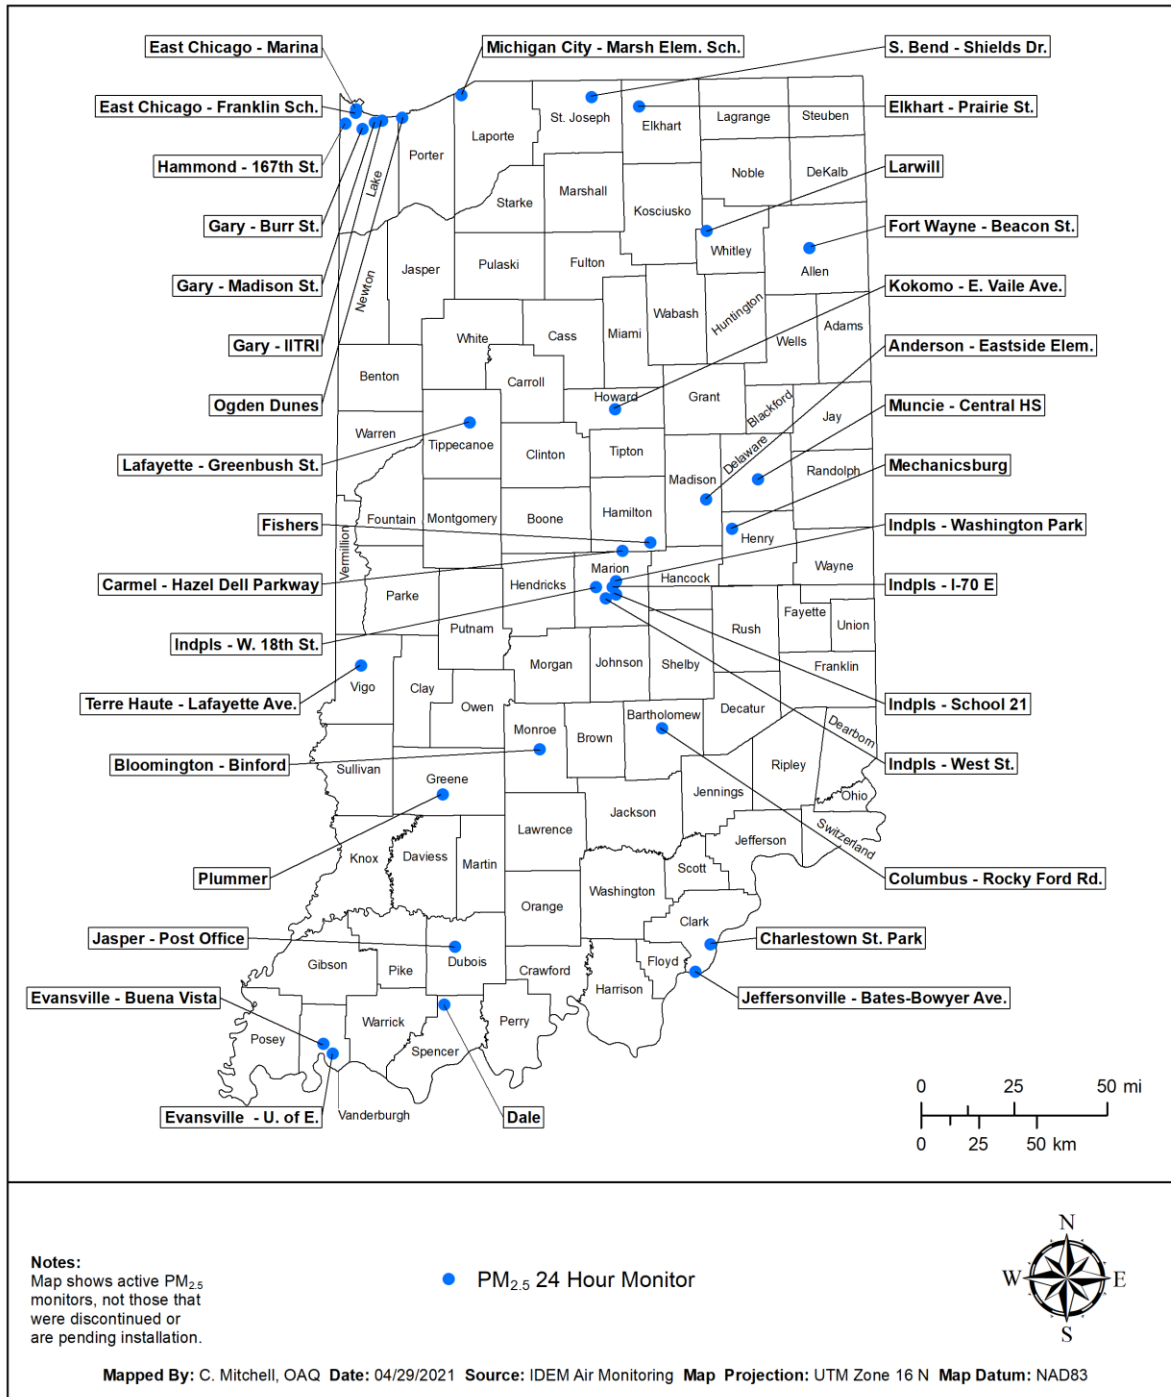 East Chicago - Marina
Michigan City - Marsh Elem. Sch.
S. Bend - Shields Dr.
East Chicago - Franklin Sch.
Elkhart - Prairie St.
Hammond - 167th St.
Larwill
Gary - Burr St.
Fort Wayne - Beacon St.
Gary - Madison St.
Kokomo - E. Vaile Ave.
Gary - IITRI
Anderson - Eastside Elem.
Ogden Dunes
Muncie - Central HS
Lafayette - Greenbush St.
Mechanicsburg
Fishers
Indpls - Washington Park
Carmel - Hazel Dell Parkway
Indpls - I-70 E
Indpls - W. 18th St.
Terre Haute - Lafayette Ave.
Indpls - School 21
Bloomington - Binford
Indpls - West St.
Plummer
Columbus - Rocky Ford Rd.
Jasper - Post Office
Charlestown St. Park
Evansville - Buena Vista
Jeffersonville - Bates-Bowyer Ave.
Evansville - U. of E.
Dale
Lake
Porter
Laporte
St. Joseph
Elkhart
Lagrange
Steuben
Starke
Marshall
Kosciusko
Noble
DeKalb
Newton
Jasper
Pulaski
Fulton
Whitley
Allen
White
Cass
Miami
Wabash
Huntington
Wells
Adams
Benton
Carroll
Howard
Grant
Blackford
Jay
Warren
Tippecanoe
Clinton
Tipton
Madison
Delaware
Randolph
Vermillion
Fountain
Montgomery
Boone
Hamilton
Henry
Wayne
Parke
Putnam
Hendricks
Marion
Hancock
Fayette
Union
Rush
Vigo
Clay
Owen
Morgan
Johnson
Shelby
Franklin
Decatur
Dearborn
Sullivan
Greene
Monroe
Brown
Bartholomew
Jennings
Ripley
Ohio
Switzerland
Knox
Daviess
Martin
Lawrence
Jackson
Jefferson
Scott
Washington
Orange
Clark
Gibson
Pike
Dubois
Crawford
Floyd
Harrison
Posey
Warrick
Spencer
Perry
Vanderburgh
0 25 50 mi
0 25 50 km
Notes:
Map shows active PM2.5
monitors, not those that
were discontinued or
are pending installation.
PM2.5 24 Hour Monitor
N
W E
S
Mapped By: C. Mitchell, OAQ Date: 04/29/2021 Source: IDEM Air Monitoring Map Projection: UTM Zone 16 N Map Datum: NAD83